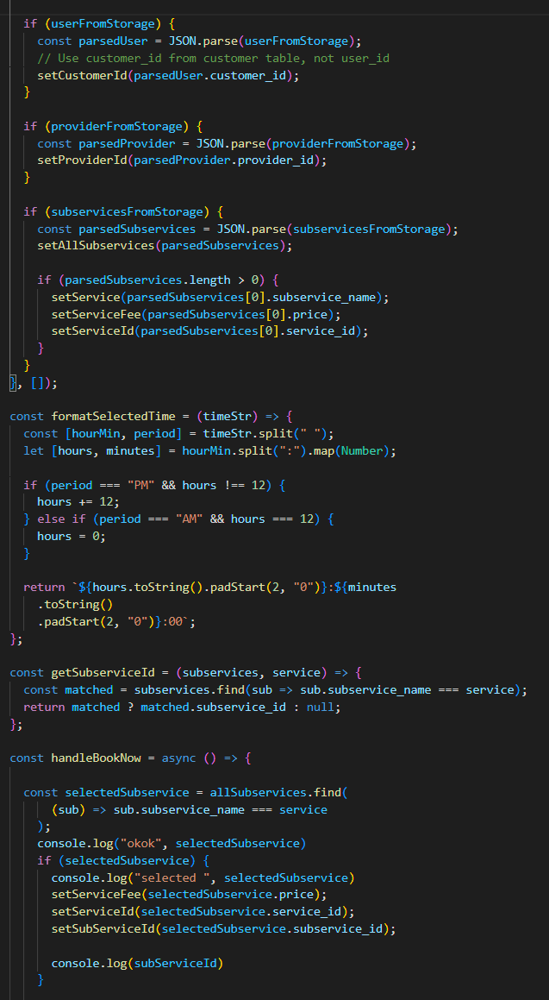 if (userFromStorage) {
const parsedUser = JSON.parse(userFromStorage);
// Use customer_id from customer table, not user_id
setCustomerId(parsedUser.customer_id);
}
if (providerFromStorage) {
const parsedProvider = JSON.parse(providerFromStorage);
setProviderId(parsedProvider.provider_id);
}
if (subservicesFromStorage) {
const parsedSubservices = JSON.parse(subservicesFromStorage);
setAllSubservices(parsedSubservices);
if (parsedSubservices.length > 0) {
setService(parsedSubservices[0].subservice_name);
setServiceFee(parsedSubservices[0].price);
setServiceId(parsedSubservices[0].service_id);
}
}
}, []);
const formatSelectedTime = (timeStr) => {
const [hourMin, period] = timeStr.split(" ");
let [hours, minutes] = hourMin.split(":").map(Number);
if (period === "PM" && hours !== 12) {
hours += 12;
} else if (period === "AM" && hours === 12) {
hours = 0;
}
return `${hours.toString().padStart(2, "0")}:${minutes
.toString()
.padStart(2, "0")}:00`;
};
const getSubserviceId = (subservices, service) => {
const matched = subservices.find(sub => sub.subservice_name === service);
return matched ? matched.subservice_id : null;
};
const handleBookNow = async () => {
const selectedSubservice = allSubservices.find(
(sub) => sub.subservice_name === service
);
console.log("okok", selectedSubservice)
if (selectedSubservice) {
console.log("selected ", selectedSubservice)
setServiceFee(selectedSubservice.price);
setServiceId(selectedSubservice.service_id);
setSubServiceId(selectedSubservice.subservice_id);
console.log(subServiceId)
}